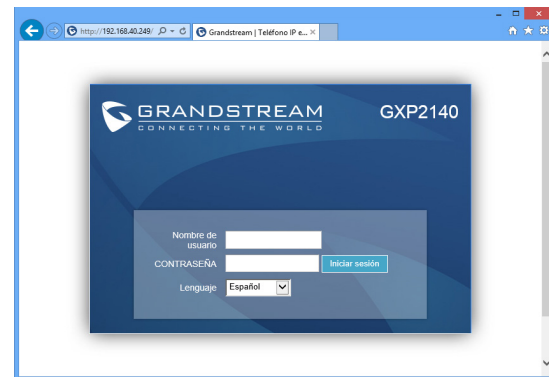 http://192.168.40.249/
Grandstream | Teléfono IP e...
GRANDSTREAM
CONNECTING THE WORLD
GXP2140
Nombre de
usuario
CONTRASEÑA
Iniciar sesión
Lenguaje
Español